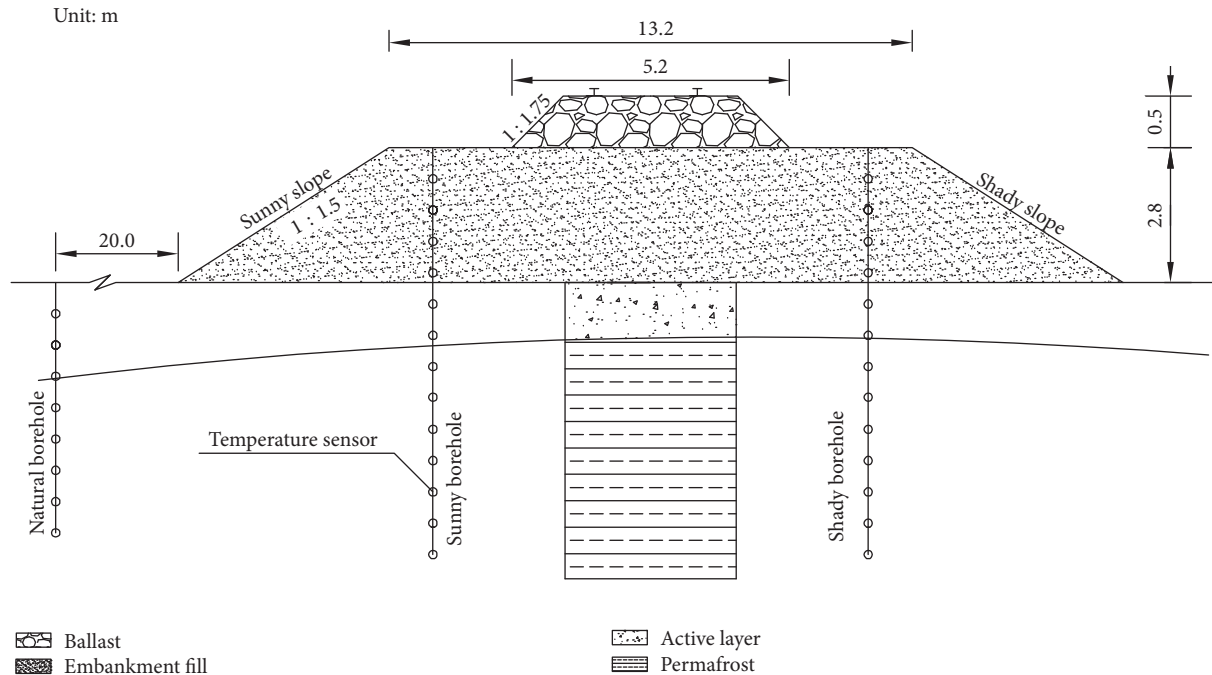 Unit: m
13.2
5.2
1 : 1.75
0.5
Sunny slope
1 : 1.5
Shady slope
2.8
20.0
Natural borehole
Temperature sensor
Sunny borehole
Shady borehole
Ballast
Embankment fill
Active layer
Permafrost